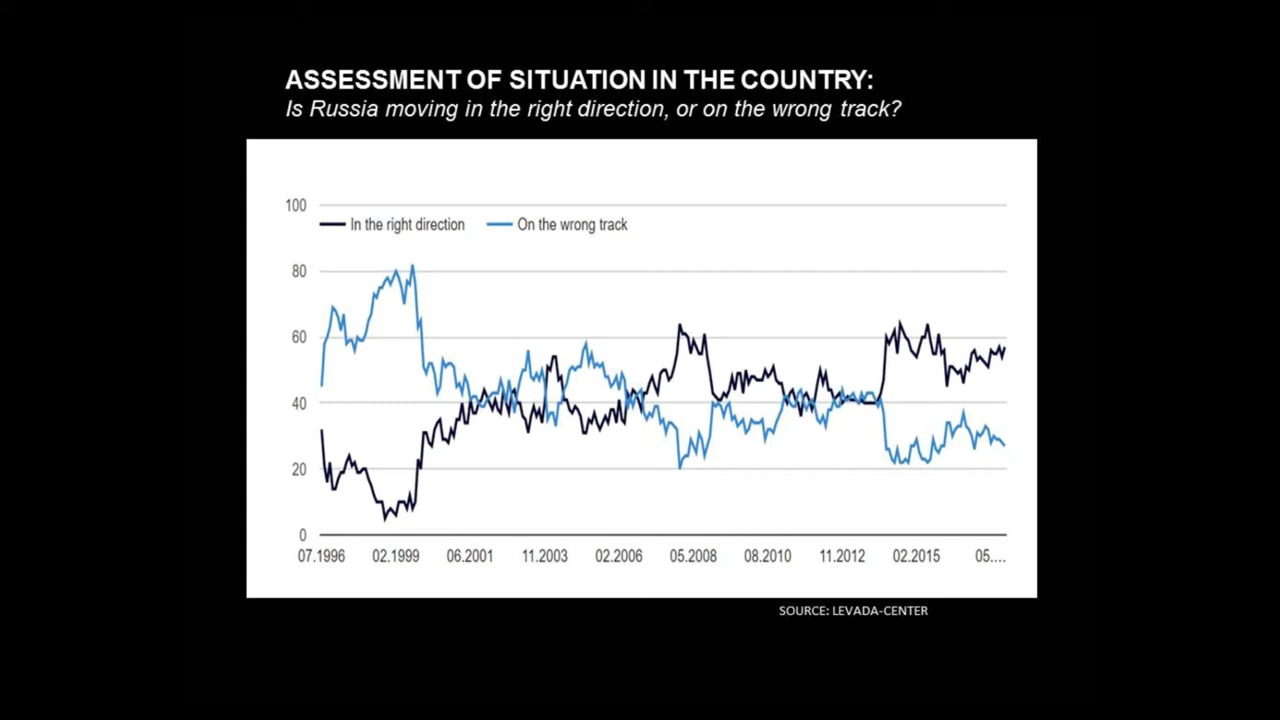 ASSESSMENT OF SITUATION IN THE COUNTRY:
Is Russia moving in the right direction, or on the wrong track?
100
In the right direction On the wrong track
80
60
40
20
0
07.1996 02.1999 06.2001 11.2003 02.2006 05.2008 08.2010 11.2012 02.2015 05....
SOURCE: LEVADA-CENTER